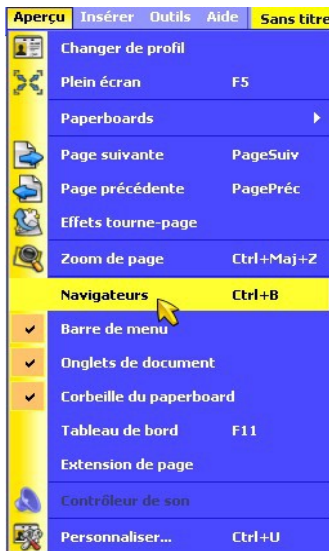 Aperçu Insérer Outils Aide Sans titre
Changer de profil
Plein écran F5
Paperboards
Page suivante PageSuiv
Page précédente PagePréc
Effets tourne-page
Zoom de page Ctrl+Maj+Z
Navigateurs Ctrl+B
Barre de menu
Onglets de document
Corbeille du paperboard
Tableau de bord F11
Extension de page
Contrôleur de son
Personnaliser... Ctrl+U